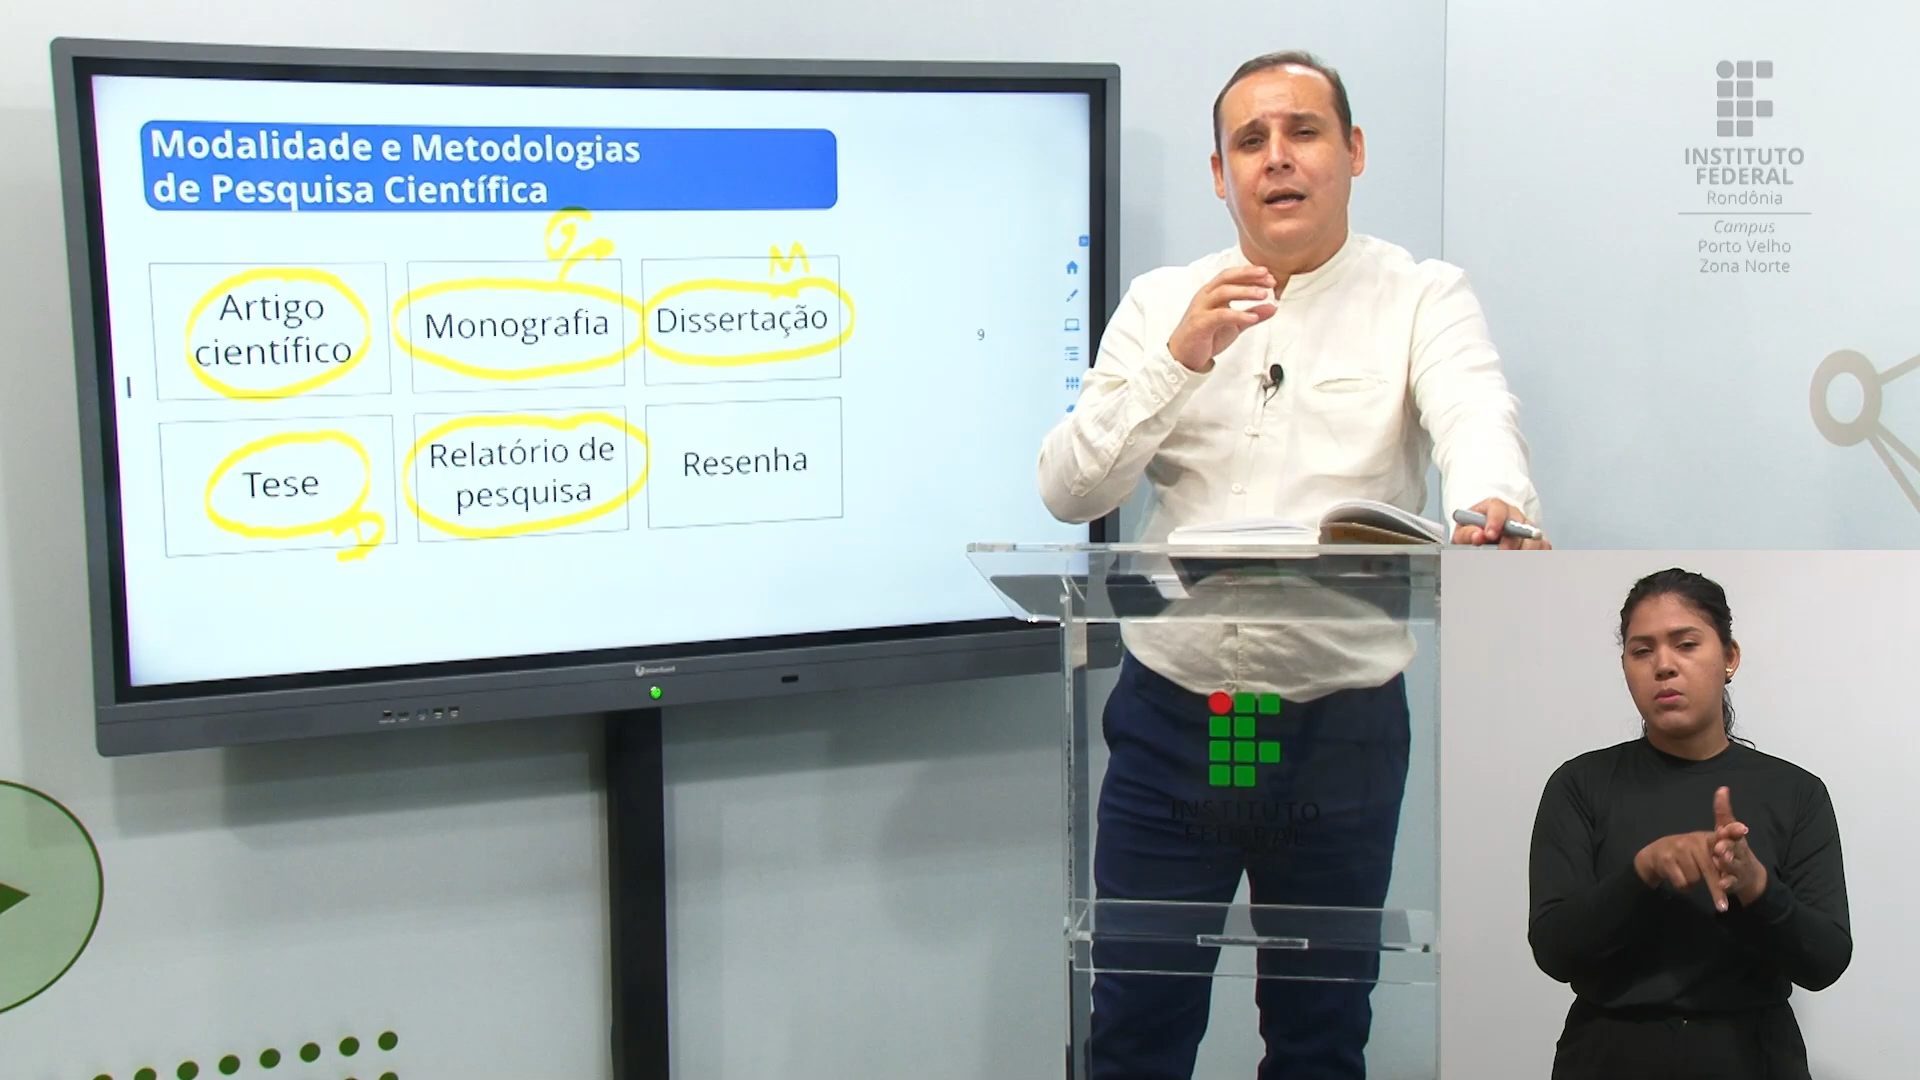 Modalidade e Metodologias
de Pesquisa Científica
G
M
Artigo
científico
Monografia
Dissertação
9
Tese
D
Relatório de
pesquisa
Resenha
INSTITUTO
FEDERAL
Rondônia
Campus
Porto Velho
Zona Norte
INSTITUTO
FEDERAL